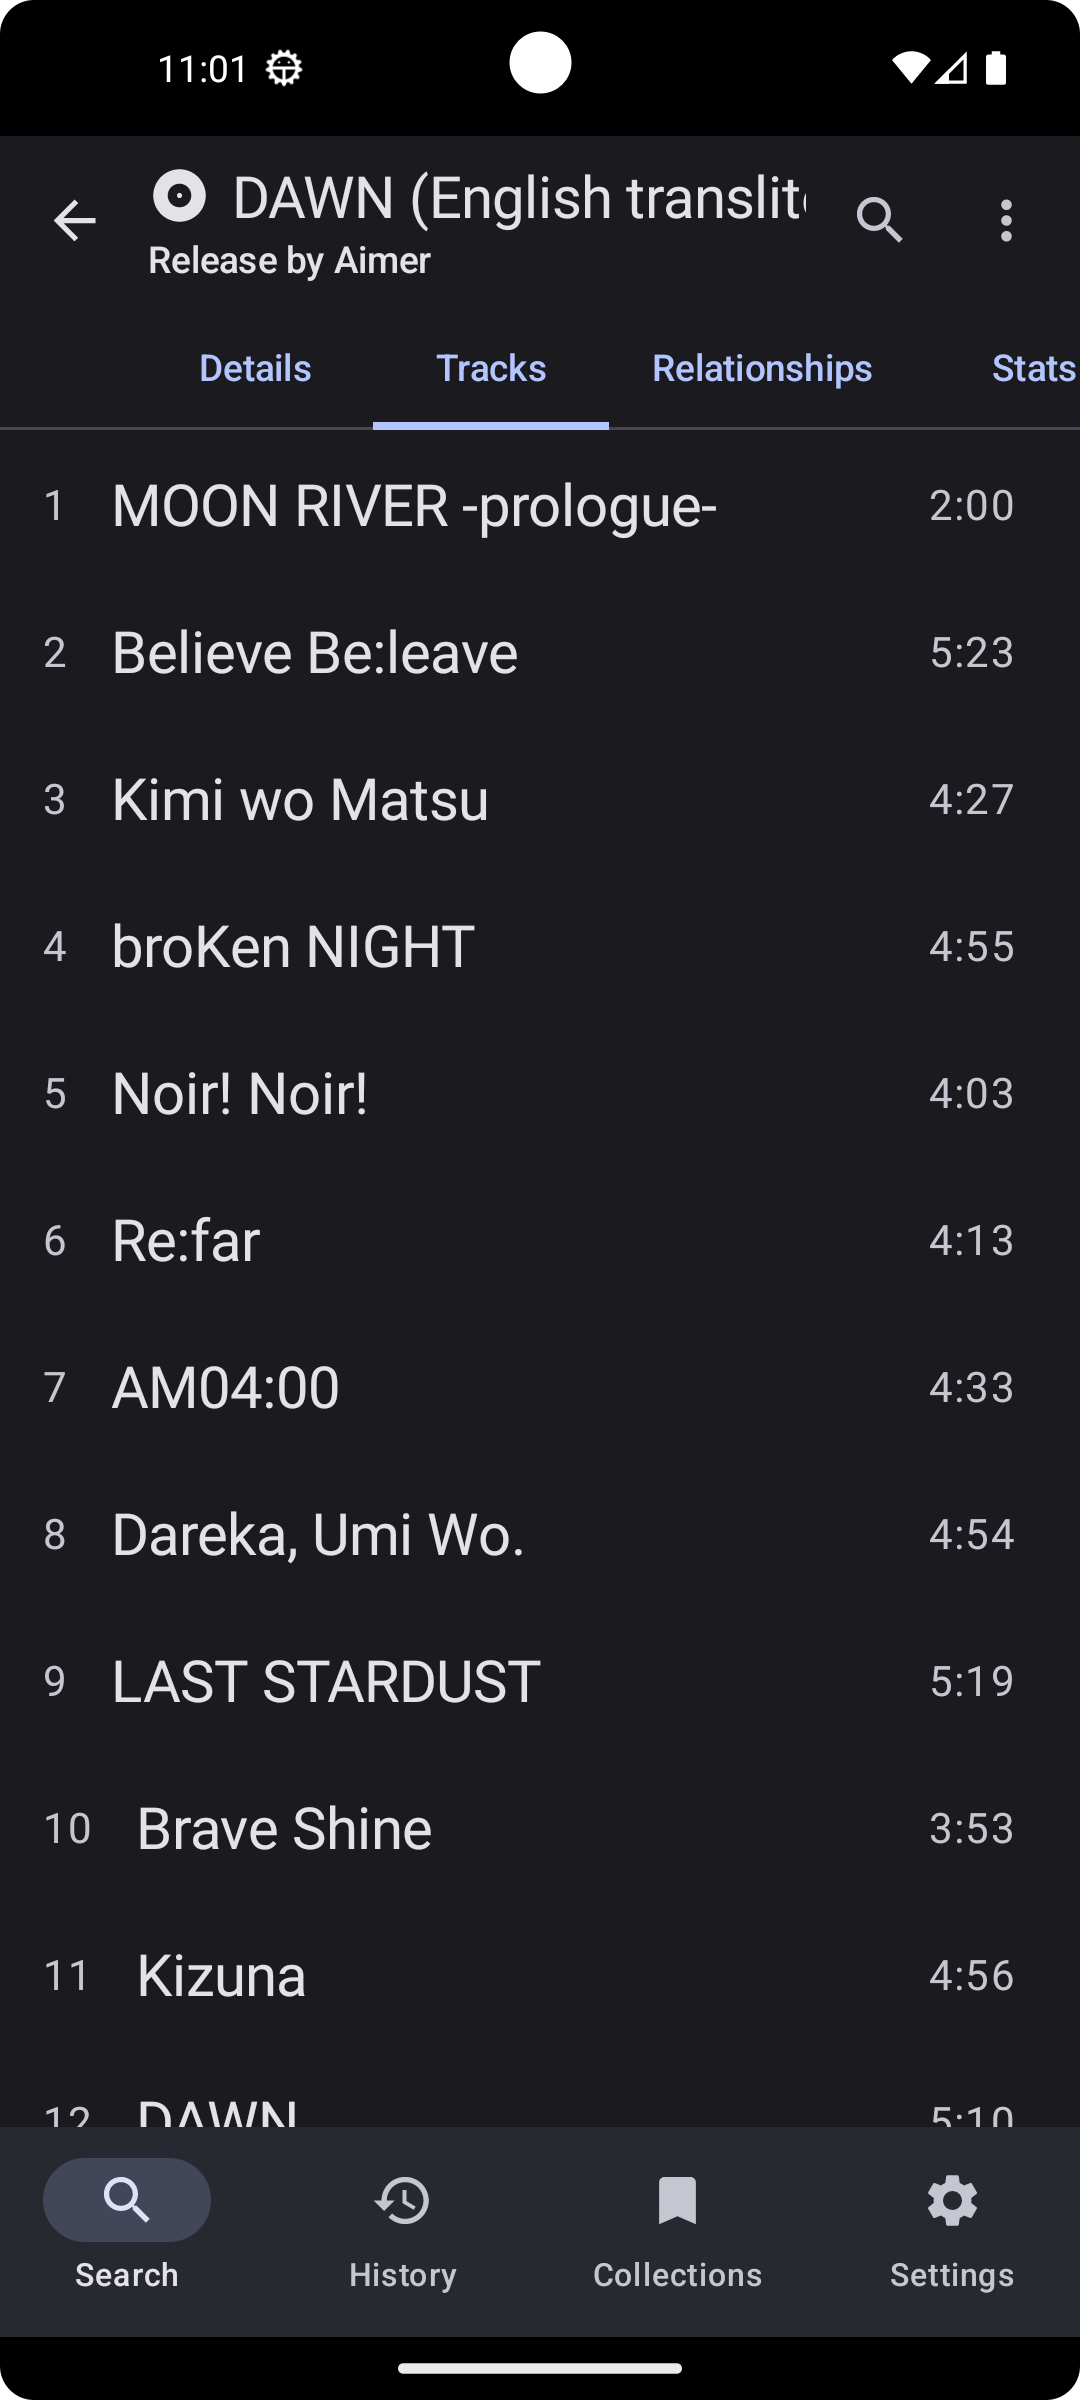 11:01
DAWN (English translit
Release by Aimer
Details Tracks Relationships Stats
1 MOON RIVER -prologue- 2:00
2 Believe Be:leave 5:23
3 Kimi wo Matsu 4:27
4 broKen NIGHT 4:55
5 Noir! Noir! 4:03
6 Re:far 4:13
7 AM04:00 4:33
8 Dareka, Umi Wo. 4:54
9 LAST STARDUST 5:19
10 Brave Shine 3:53
11 Kizuna 4:56
12 DAWN 5:10
Search History Collections Settings